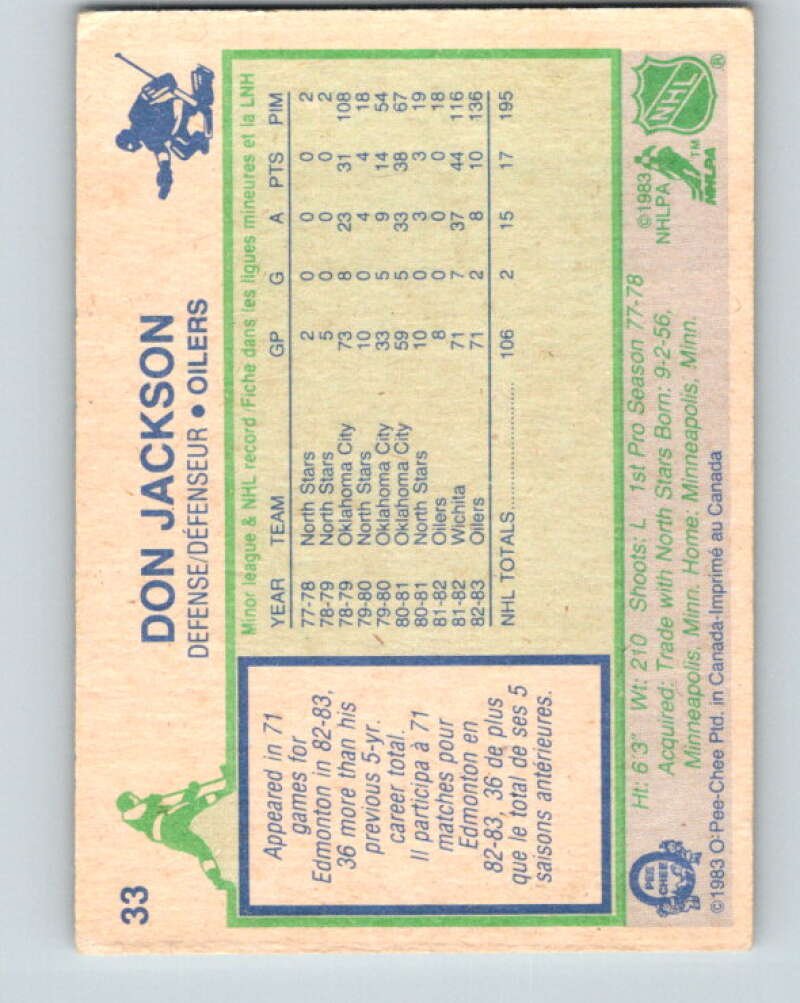 33
DON JACKSON
DEFENSE/DÉFENSEUR • OILERS
Appeared in 71
games for
Edmonton in 82-83,
36 more than his
previous 5-yr.
career total.
Il participa à 71
matches pour
Edmonton en
82-83, 36 de plus
que le total de ses 5
saisons antérieures.
Minor league & NHL record/Fiche dans les ligues mineures et la LNH
YEAR TEAM GP G A PTS PIM
77-78 North Stars 2 0 0 0 2
78-79 North Stars 5 0 0 0 2
78-79 Oklahoma City 73 8 23 31 108
79-80 North Stars 10 0 4 4 18
79-80 Oklahoma City 33 5 9 14 54
80-81 Oklahoma City 59 5 33 38 67
80-81 North Stars 10 0 3 3 19
81-82 Oilers 8 0 0 0 18
81-82 Wichita 71 7 37 44 116
82-83 Oilers 71 2 8 10 136
NHL TOTALS.................... 106 2 15 17 195
Ht: 6'3" Wt: 210 Shoots: L 1st Pro Season 77-78
Acquired: Trade with North Stars Born: 9-2-56,
Minneapolis, Minn. Home: Minneapolis, Minn.
©1983 O-Pee-Chee Ptd. in Canada-Imprimé au Canada
PEE
CHEE
©1983
NHLPA
NHL
®
TM
NHLPA